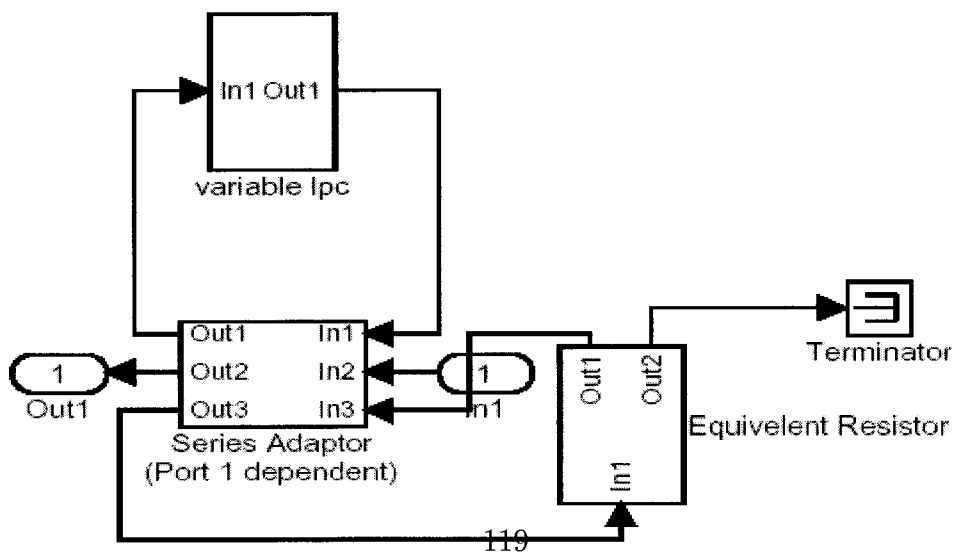 In1 Out1
variable Ipc
Out1 In1
Out2 In2
Out3 In3
Series Adaptor
(Port 1 dependent)
1
Out1
1
In1
Out1
Out2
In1
Equivelent Resistor
Terminator
119